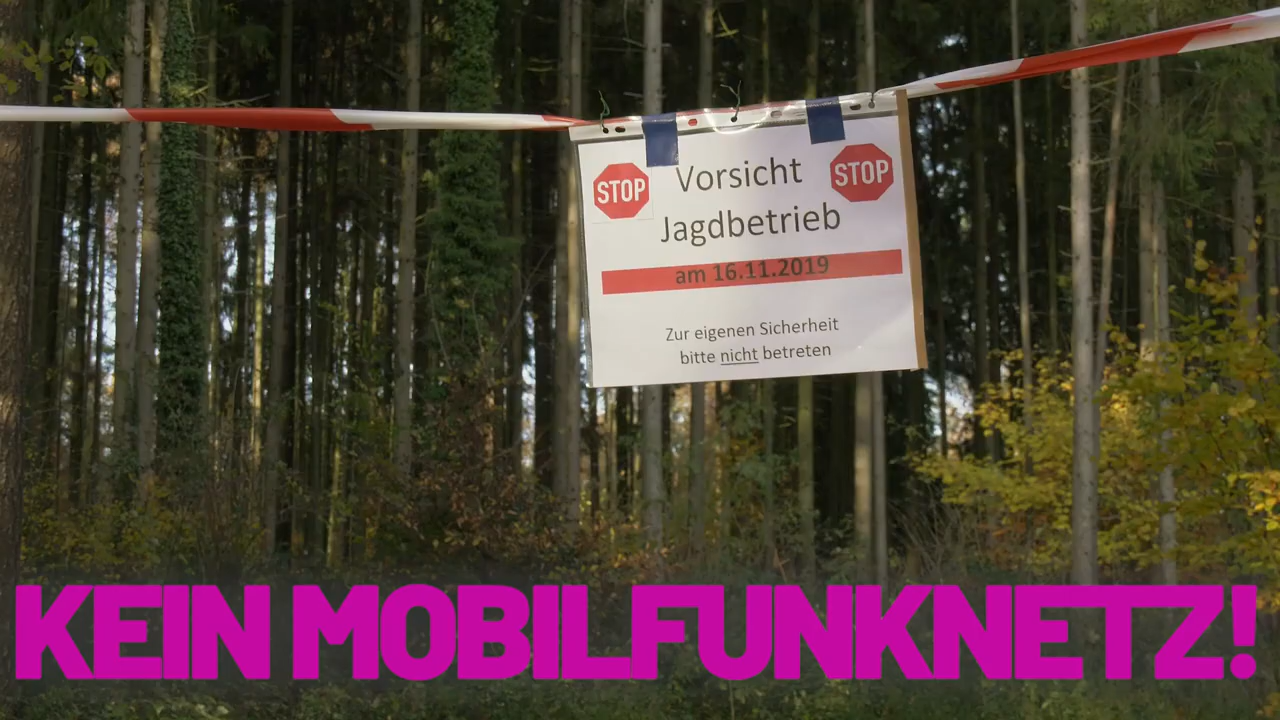 STOP Vorsicht STOP
Jagdbetrieb
am 16.11.2019
Zur eigenen Sicherheit
bitte nicht betreten
KEIN MOBILFUNKNETZ!